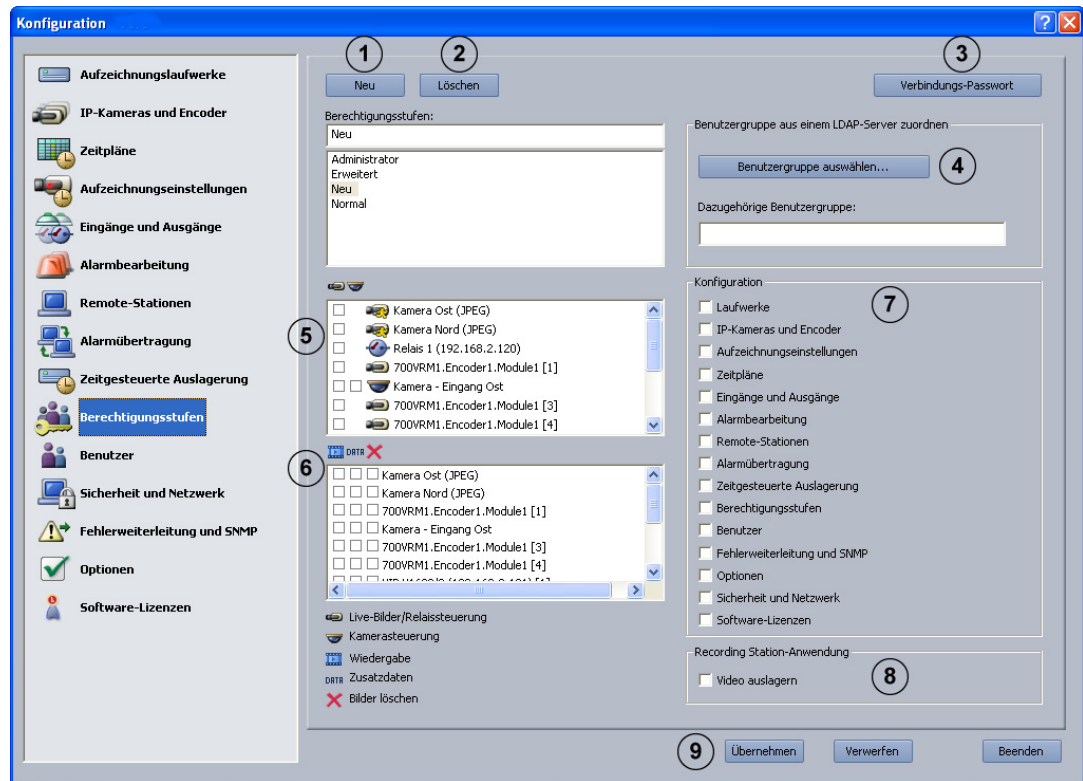 Konfiguration
Aufzeichnungslaufwerke
IP-Kameras und Encoder
Zeitpläne
Aufzeichnungseinstellungen
Eingänge und Ausgänge
Alarmbearbeitung
Remote-Stationen
Alarmübertragung
Zeitgesteuerte Auslagerung
Berechtigungsstufen
Benutzer
Sicherheit und Netzwerk
Fehlerweiterleitung und SNMP
Optionen
Software-Lizenzen
1
2
3
Neu
Löschen
Verbindungs-Passwort
Berechtigungsstufen:
Neu
Administrator
Erweitert
Neu
Normal
Benutzergruppe aus einem LDAP-Server zuordnen
Benutzergruppe auswählen...
4
Dazugehörige Benutzergruppe:
5
Kamera Ost (JPEG)
Kamera Nord (JPEG)
Relais 1 (192.168.2.120)
700VRM1.Encoder1.Module1 [1]
Kamera - Eingang Ost
700VRM1.Encoder1.Module1 [3]
700VRM1.Encoder1.Module1 [4]
6
DATA
Kamera Ost (JPEG)
Kamera Nord (JPEG)
700VRM1.Encoder1.Module1 [1]
Kamera - Eingang Ost
700VRM1.Encoder1.Module1 [3]
700VRM1.Encoder1.Module1 [4]
Live-Bilder/Relaissteuerung
Kamerasteuerung
Wiedergabe
DATA Zusatzdaten
Bilder löschen
Konfiguration
7
Laufwerke
IP-Kameras und Encoder
Aufzeichnungseinstellungen
Zeitpläne
Eingänge und Ausgänge
Alarmbearbeitung
Remote-Stationen
Alarmübertragung
Zeitgesteuerte Auslagerung
Berechtigungsstufen
Benutzer
Fehlerweiterleitung und SNMP
Optionen
Sicherheit und Netzwerk
Software-Lizenzen
Recording Station-Anwendung
Video auslagern
8
9
Übernehmen
Verwerfen
Beenden